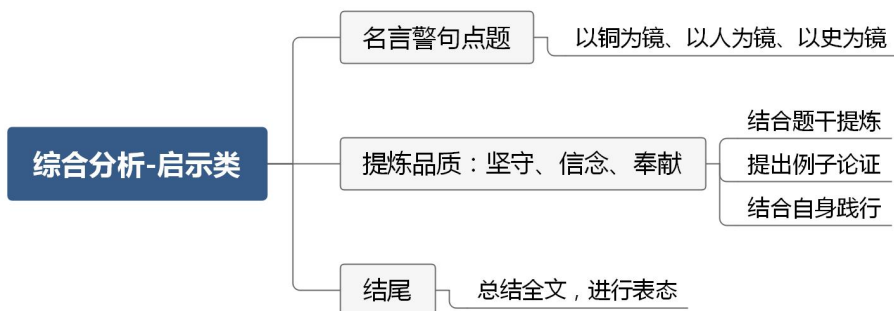 综合分析-启示类
名言警句点题
以铜为镜、以人为镜、以史为镜
提炼品质：坚守、信念、奉献
结合题干提炼
提出例子论证
结合自身践行
结尾
总结全文，进行表态